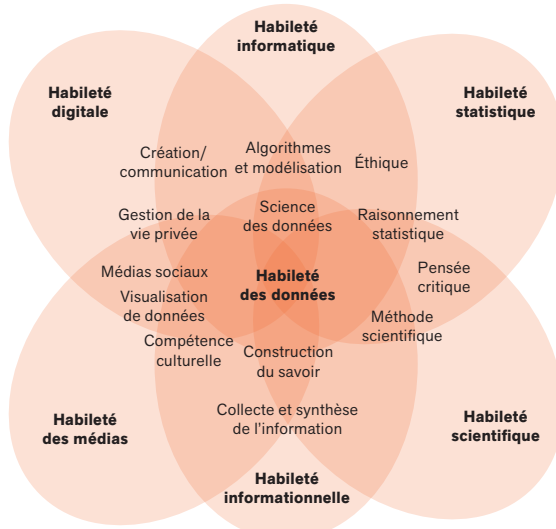 Habileté
informatique
Habileté
digitale
Habileté
statistique
Création/
communication
Algorithmes
et modélisation
Éthique
Gestion de la
vie privée
Science
des données
Raisonnement
statistique
Médias sociaux
Habileté
des données
Pensée
critique
Visualisation
de données
Méthode
scientifique
Compétence
culturelle
Construction
du savoir
Habileté
des médias
Collecte et synthèse
de l'information
Habileté
scientifique
Habileté
informationnelle